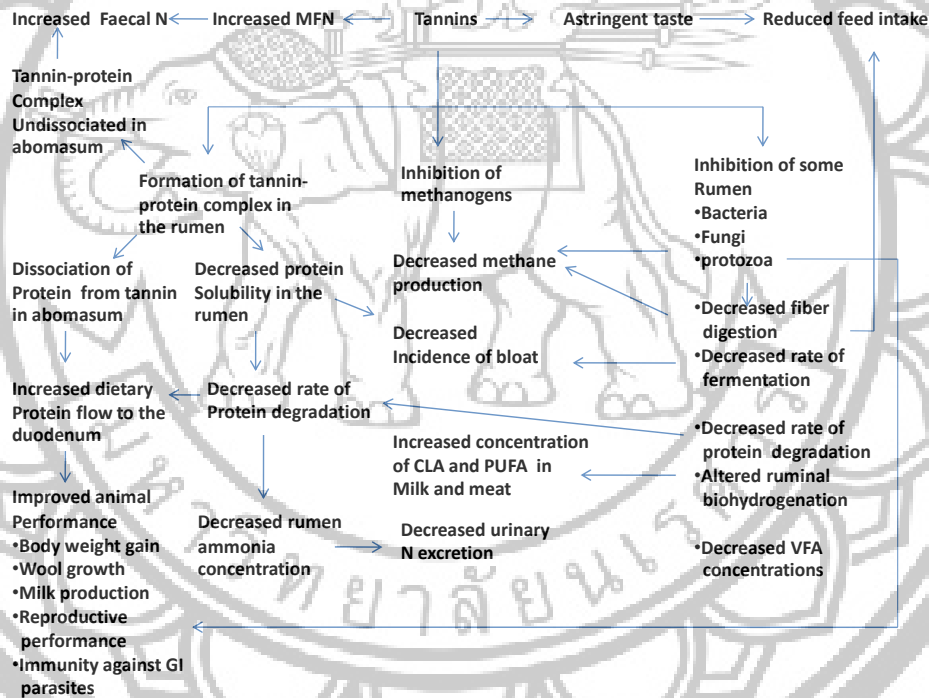 Increased Faecal N
Increased MFN
Tannins
Astringent taste
Reduced feed intake
Tannin-protein
Complex
Undissociated in
abomasum
Formation of tannin-
protein complex in
the rumen
Inhibition of
methanogens
Inhibition of some
Rumen
•Bacteria
•Fungi
•protozoa
Dissociation of
Protein from tannin
in abomasum
Decreased protein
Solubility in the
rumen
Decreased methane
production
Decreased
Incidence of bloat
•Decreased fiber
digestion
•Decreased rate of
fermentation
Increased dietary
Protein flow to the
duodenum
Decreased rate of
Protein degradation
Increased concentration
of CLA and PUFA in
Milk and meat
•Decreased rate of
protein degradation
•Altered ruminal
biohydrogenation
Improved animal
Performance
•Body weight gain
•Wool growth
•Milk production
•Reproductive
performance
•Immunity against GI
parasites
Decreased rumen
ammonia
concentration
Decreased urinary
N excretion
•Decreased VFA
concentrations